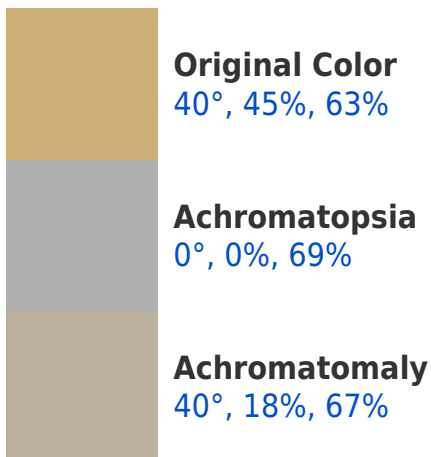 Original Color
40°, 45%, 63%
Achromatopsia
0°, 0%, 69%
Achromatomaly
40°, 18%, 67%